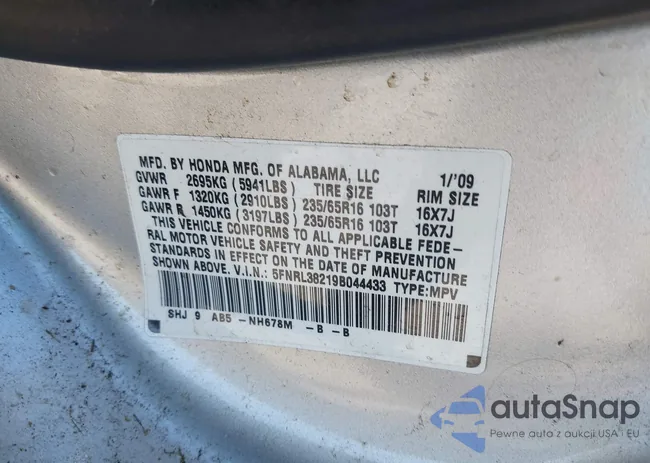 MFD. BY HONDA MFG. OF ALABAMA, LLC 1/'09
GVWR 2695KG (5941LBS) TIRE SIZE RIM SIZE
GAWR F 1320KG (2910LBS) 235/65R16 103T 16X7J
GAWR R 1450KG (3197LBS) 235/65R16 103T 16X7J
THIS VEHICLE CONFORMS TO ALL APPLICABLE FEDE-
RAL MOTOR VEHICLE SAFETY AND THEFT PREVENTION
STANDARDS IN EFFECT ON THE DATE OF MANUFACTURE
SHOWN ABOVE. V.I.N.: 5FNRL38219B044433 TYPE:MPV
SHJ 9 AB5 -NH678M -B -B
autaSnap
Pewne auta z aukcji USA i EU